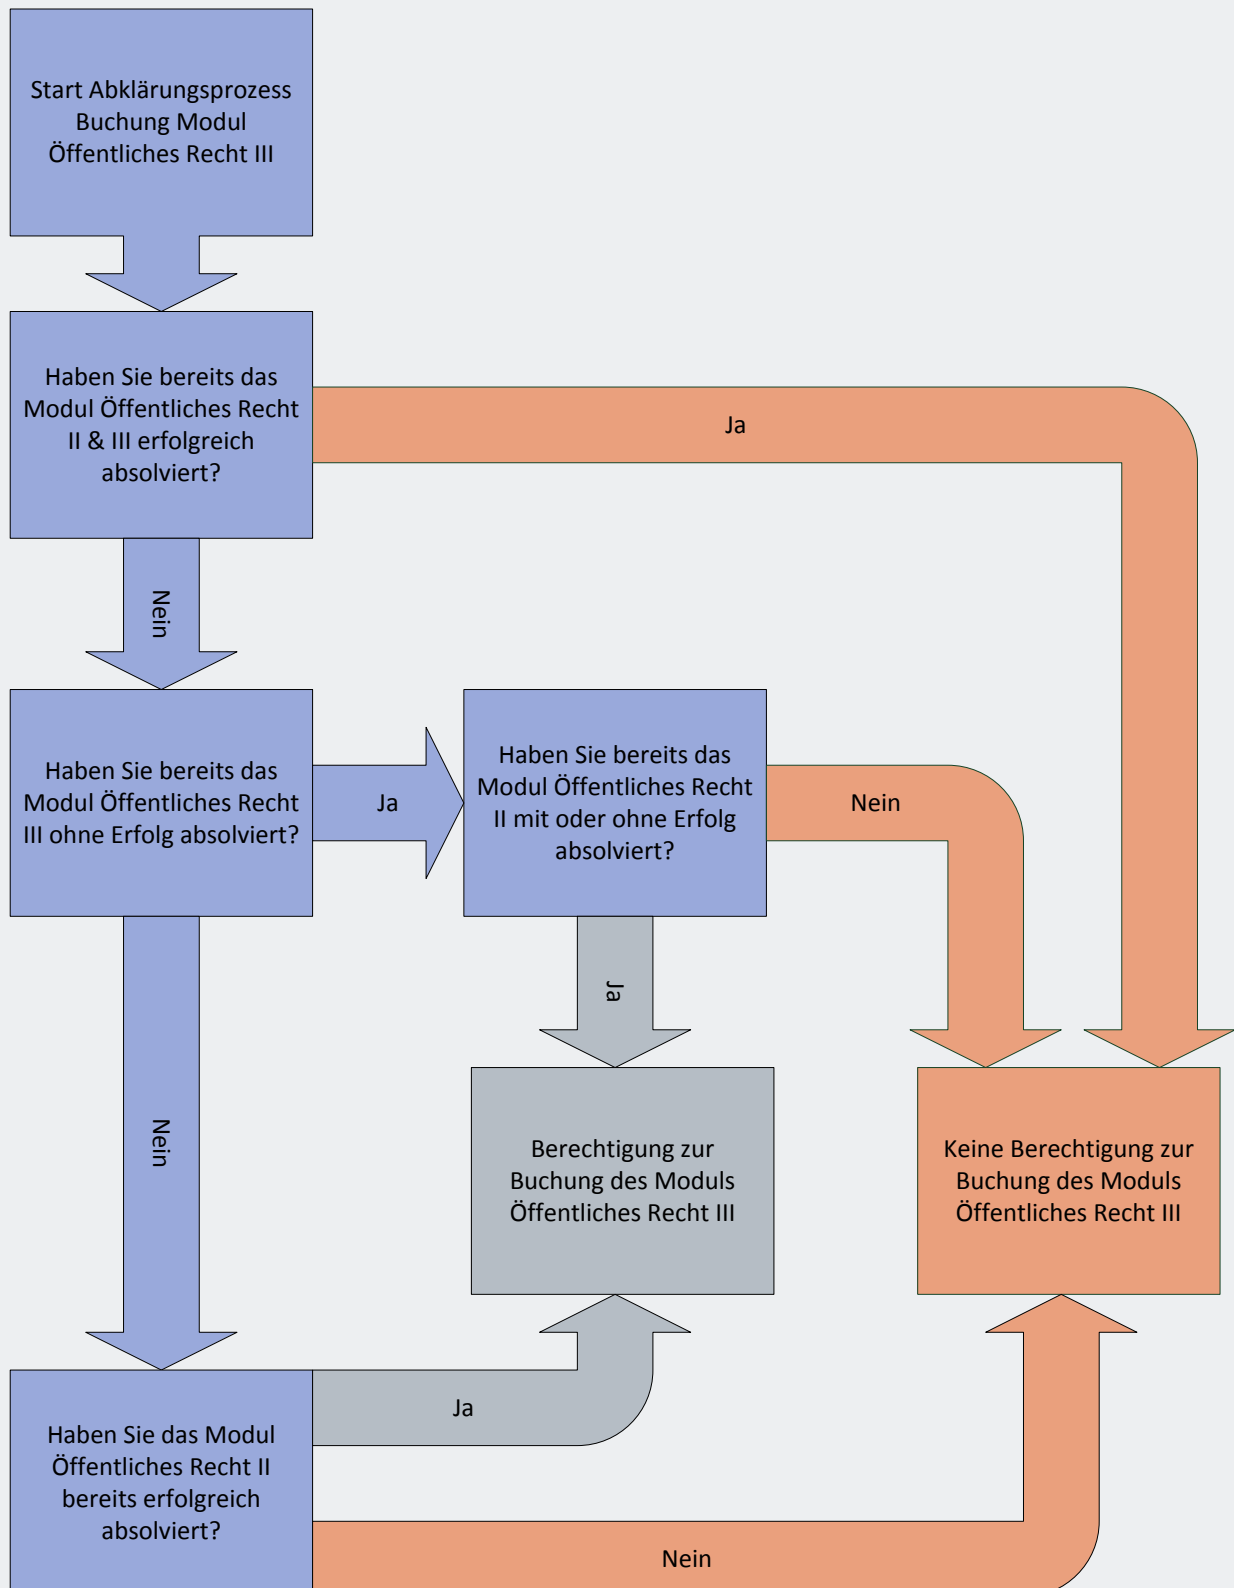 Start Abklärungsprozess
Buchung Modul
Öffentliches Recht III
Haben Sie bereits das
Modul Öffentliches Recht
II & III erfolgreich
absolviert?
Ja
Nein
Haben Sie bereits das
Modul Öffentliches Recht
III ohne Erfolg absolviert?
Ja
Haben Sie bereits das
Modul Öffentliches Recht
II mit oder ohne Erfolg
absolviert?
Nein
Ja
Nein
Berechtigung zur
Buchung des Moduls
Öffentliches Recht III
Keine Berechtigung zur
Buchung des Moduls
Öffentliches Recht III
Haben Sie das Modul
Öffentliches Recht II
bereits erfolgreich
absolviert?
Ja
Nein